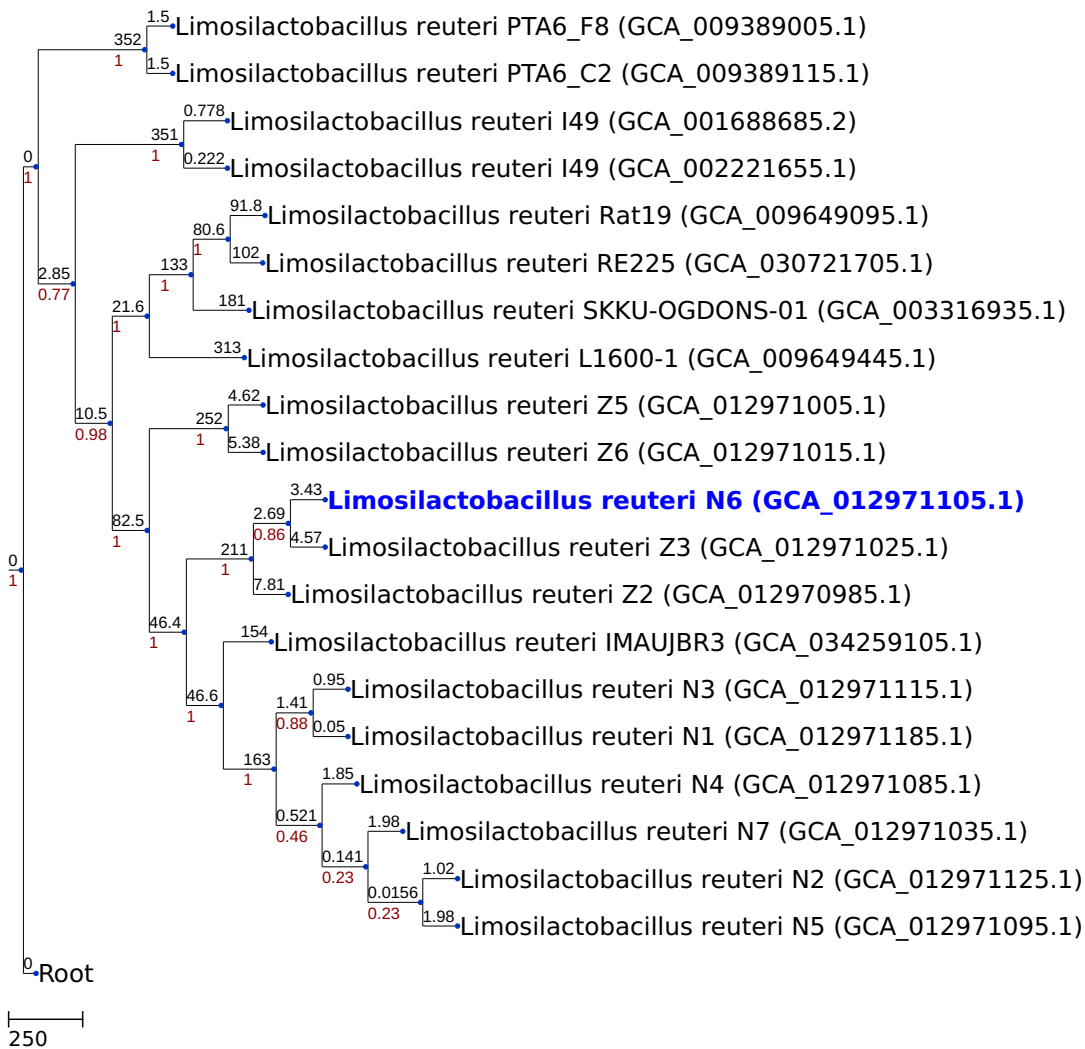 1.5
Limosilactobacillus reuteri PTA6_F8 (GCA_009389005.1)
352
1
1.5
Limosilactobacillus reuteri PTA6_C2 (GCA_009389115.1)
0.778
Limosilactobacillus reuteri I49 (GCA_001688685.2)
351
1
0
1
0.222
Limosilactobacillus reuteri I49 (GCA_002221655.1)
91.8
Limosilactobacillus reuteri Rat19 (GCA_009649095.1)
80.6
1
102
Limosilactobacillus reuteri RE225 (GCA_030721705.1)
2.85
0.77
133
1
181
Limosilactobacillus reuteri SKKU-OGDONS-01 (GCA_003316935.1)
21.6
1
313
Limosilactobacillus reuteri L1600-1 (GCA_009649445.1)
4.62
Limosilactobacillus reuteri Z5 (GCA_012971005.1)
10.5
0.98
252
1
5.38
Limosilactobacillus reuteri Z6 (GCA_012971015.1)
3.43
Limosilactobacillus reuteri N6 (GCA_012971105.1)
82.5
1
2.69
0.86
4.57
Limosilactobacillus reuteri Z3 (GCA_012971025.1)
0
1
211
1
7.81
Limosilactobacillus reuteri Z2 (GCA_012970985.1)
46.4
1
154
Limosilactobacillus reuteri IMAUJBR3 (GCA_034259105.1)
0.95
Limosilactobacillus reuteri N3 (GCA_012971115.1)
46.6
1
1.41
0.88
0.05
Limosilactobacillus reuteri N1 (GCA_012971185.1)
163
1
1.85
Limosilactobacillus reuteri N4 (GCA_012971085.1)
0.521
0.46
1.98
Limosilactobacillus reuteri N7 (GCA_012971035.1)
0.141
0.23
1.02
Limosilactobacillus reuteri N2 (GCA_012971125.1)
0.0156
0.23
1.98
Limosilactobacillus reuteri N5 (GCA_012971095.1)
0
Root
250